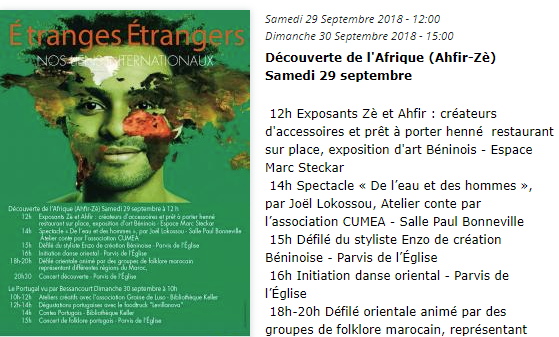 Étranges Étrangers
NOS LIENS INTERNATIONAUX
Découverte de l'Afrique (Ahfir-Zè) Samedi 29 septembre à 12 h
12h Exposants Zè et Ahfir : créateurs d'accessoires et prêt à porter henné
restaurant sur place, exposition d'art Béninois - Espace Marc Steckar
14h Spectacle « De l'eau et des hommes », par Joël Lokossou - Salle Paul Bonneville
Atelier conte par l'association CUMEA
15h Défilé du styliste Enzo de création Béninoise - Parvis de l'Église
16h Initiation danse oriental - Parvis de l'Église
18h-20h Défilé orientale animé par des groupes de folklore marocain
représentant différentes régions du Maroc,
20h30 Concert découverte - Parvis de l'Église
Le Portugal vu par Bessancourt Dimanche 30 septembre à 10h
10h-12h Ateliers créatifs avec l'association Graine de Luso - Bibliothèque Keller
12h-14h Dégustations portugaises avec le foodtruck "Sevillanova"
14h Contes Portugais - Bibliothèque Keller
15h Concert de folklore portugais - Parvis de l'Église
Samedi 29 Septembre 2018 - 12:00
Dimanche 30 Septembre 2018 - 15:00
Découverte de l'Afrique (Ahfir-Zè)
Samedi 29 septembre
12h Exposants Zè et Ahfir : créateurs
d'accessoires et prêt à porter henné restaurant
sur place, exposition d'art Béninois - Espace
Marc Steckar
14h Spectacle « De l'eau et des hommes »,
par Joël Lokossou, Atelier conte par
l'association CUMEA - Salle Paul Bonneville
15h Défilé du styliste Enzo de création
Béninoise - Parvis de l'Église
16h Initiation danse oriental - Parvis de
l'Église
18h-20h Défilé orientale animé par des
groupes de folklore marocain, représentant